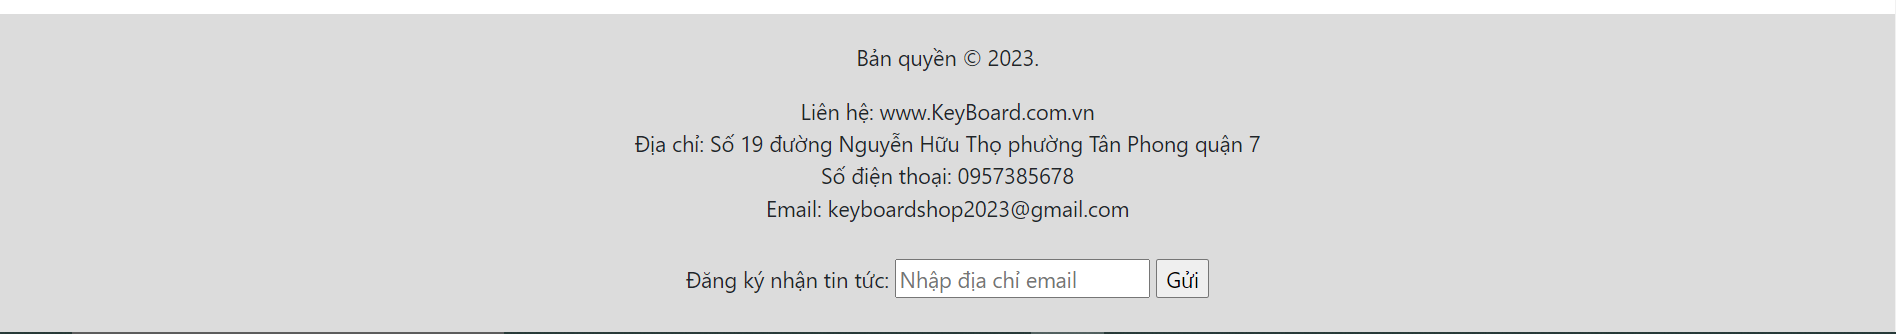 Bản quyền © 2023.
Liên hệ: www.KeyBoard.com.vn
Địa chỉ: Số 19 đường Nguyễn Hữu Thọ phường Tân Phong quận 7
Số điện thoại: 0957385678
Email: keyboardshop2023@gmail.com
Đăng ký nhận tin tức: Nhập địa chỉ email Gửi